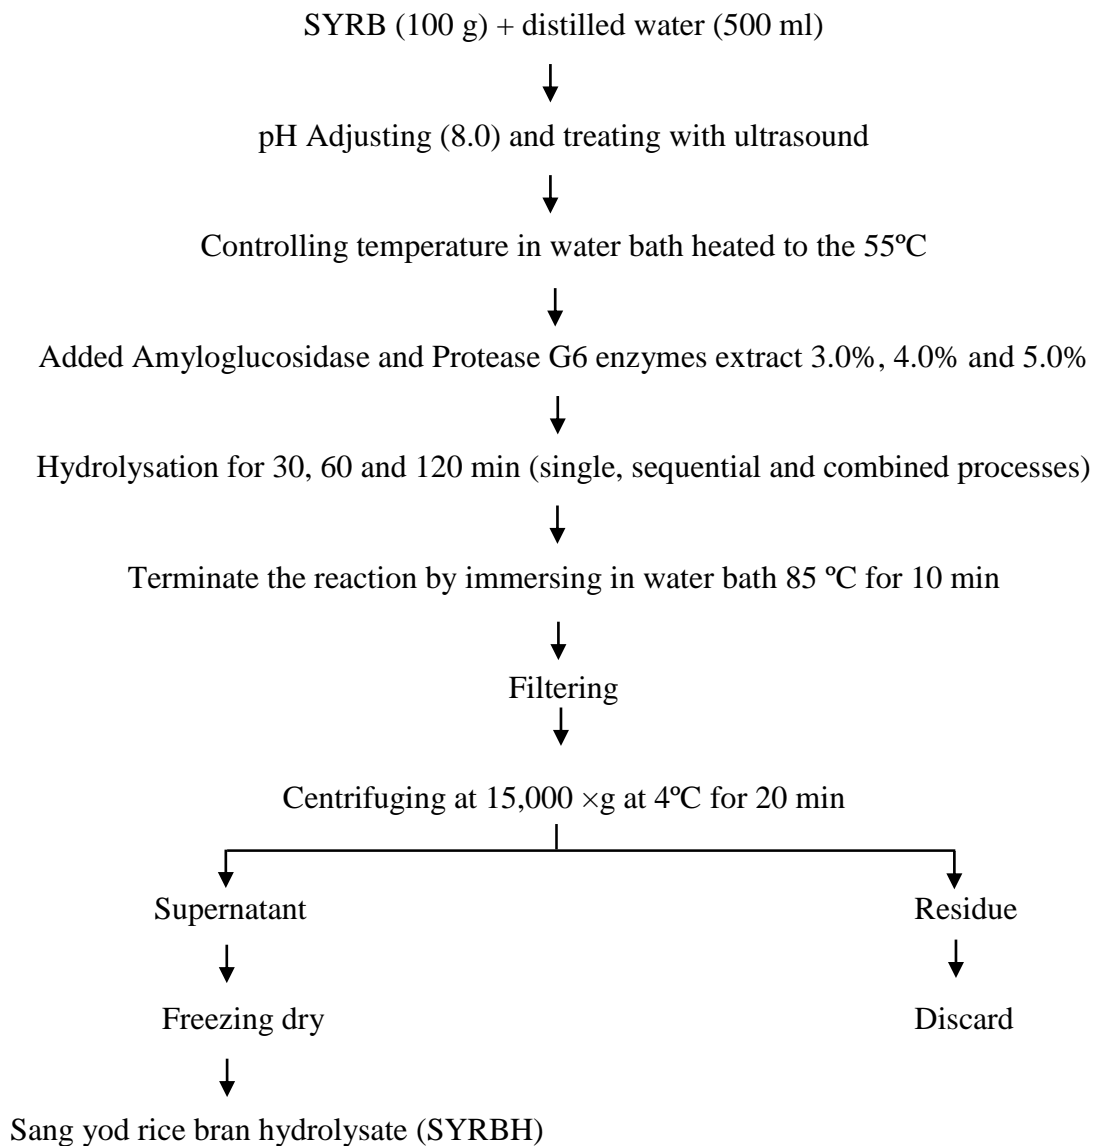 SYRB (100 g) + distilled water (500 ml)
pH Adjusting (8.0) and treating with ultrasound
Controlling temperature in water bath heated to the 55ºC
Added Amyloglucosidase and Protease G6 enzymes extract 3.0%, 4.0% and 5.0%
Hydrolysation for 30, 60 and 120 min (single, sequential and combined processes)
Terminate the reaction by immersing in water bath 85 ºC for 10 min
Filtering
Centrifuging at 15,000 ×g at 4ºC for 20 min
Supernatant
Residue
Freezing dry
Discard
Sang yod rice bran hydrolysate (SYRBH)